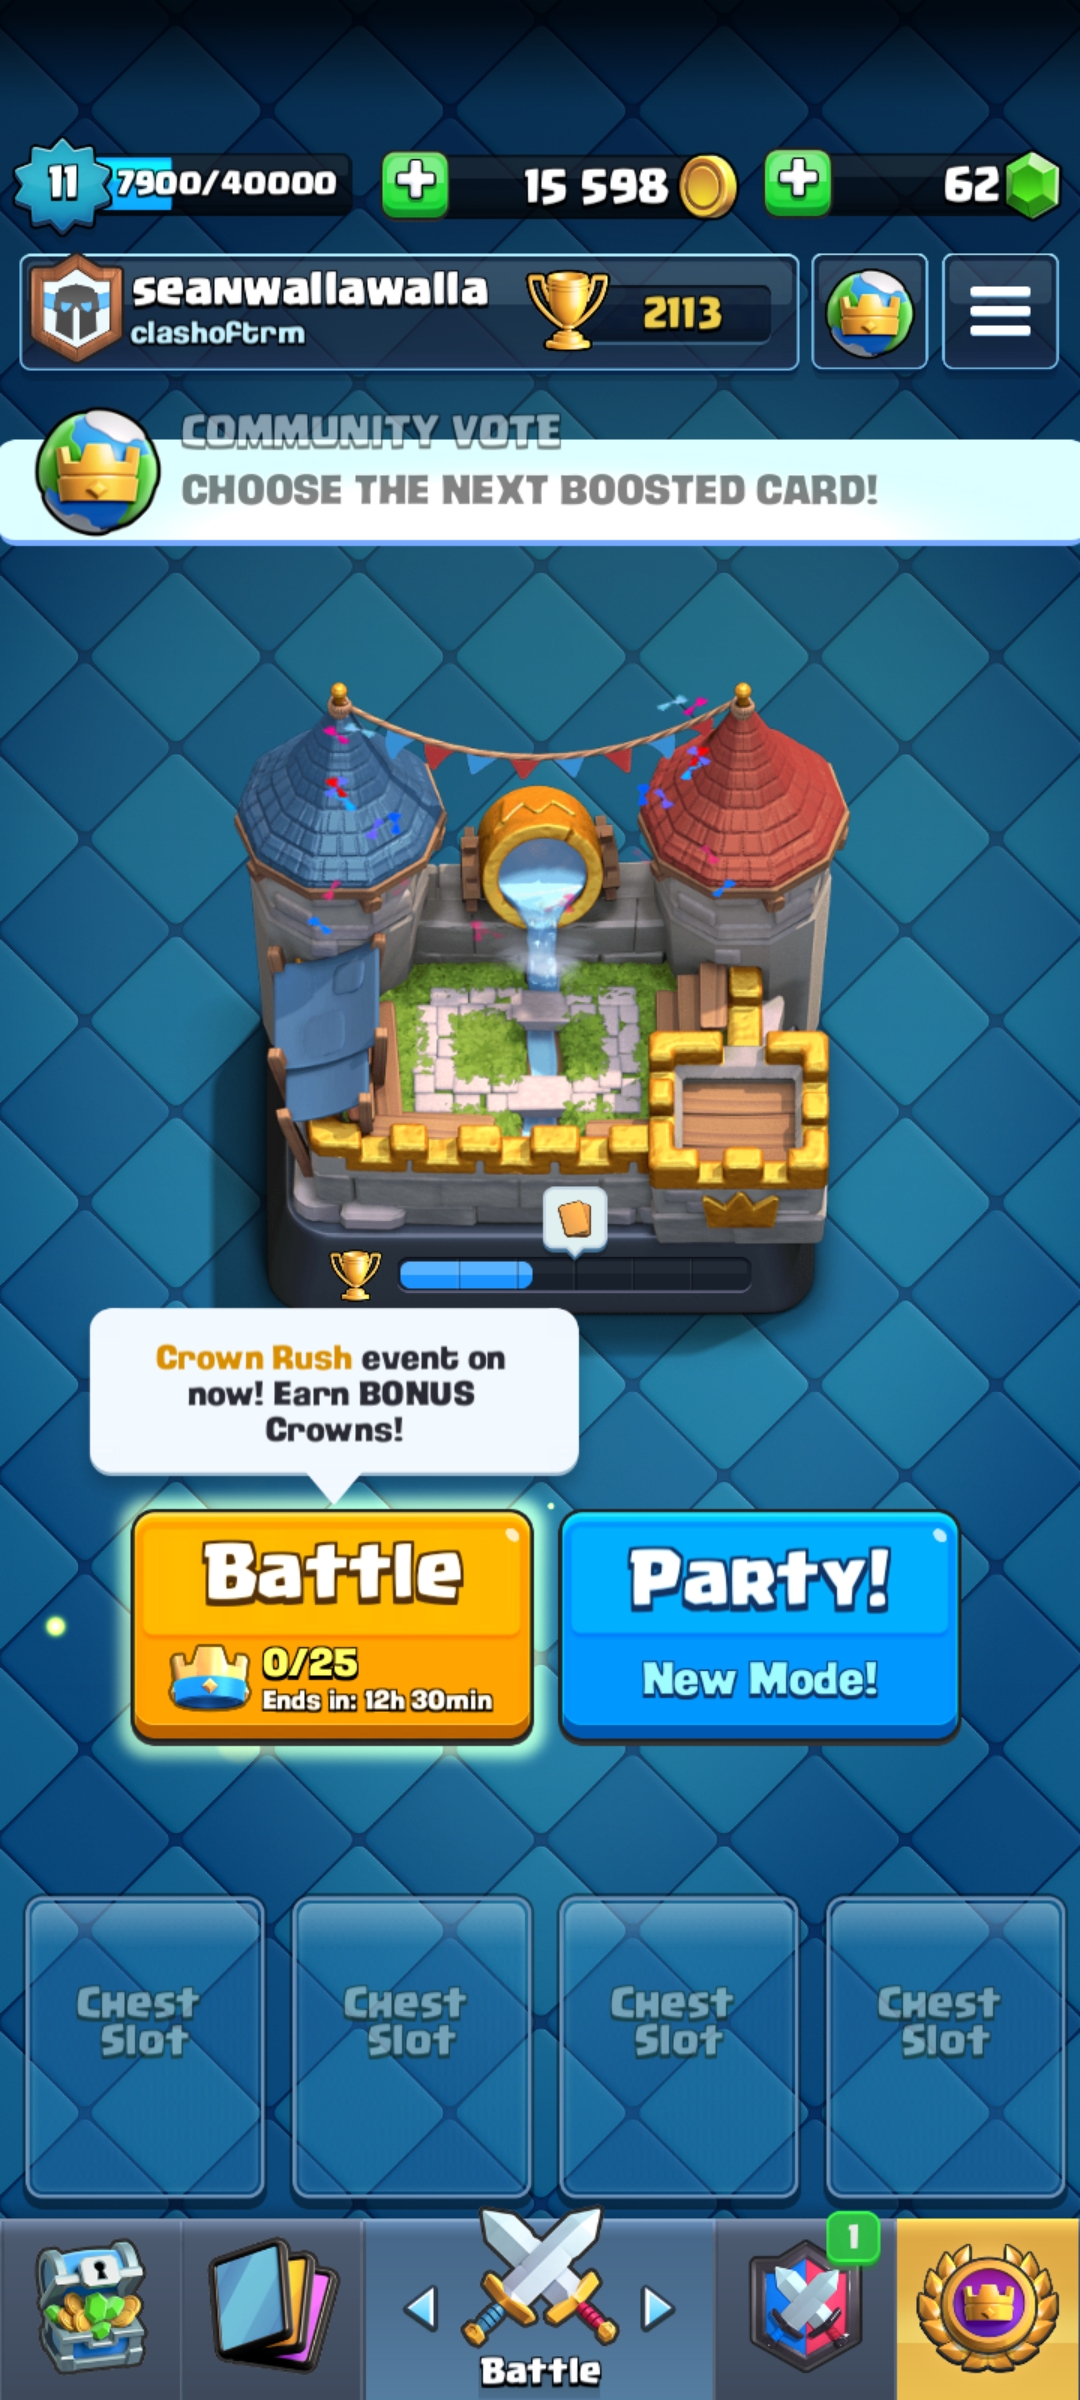 11
7900/40000
15 598
62
seanwallawalla
clashoftrm
2113
COMMUNITY VOTE
CHOOSE THE NEXT BOOSTED CARD!
Crown Rush event on
now! Earn BONUS
Crowns!
Battle
0/25
Ends in: 12h 30min
Party!
New Mode!
Chest
Slot
Chest
Slot
Chest
Slot
Chest
Slot
1
Battle